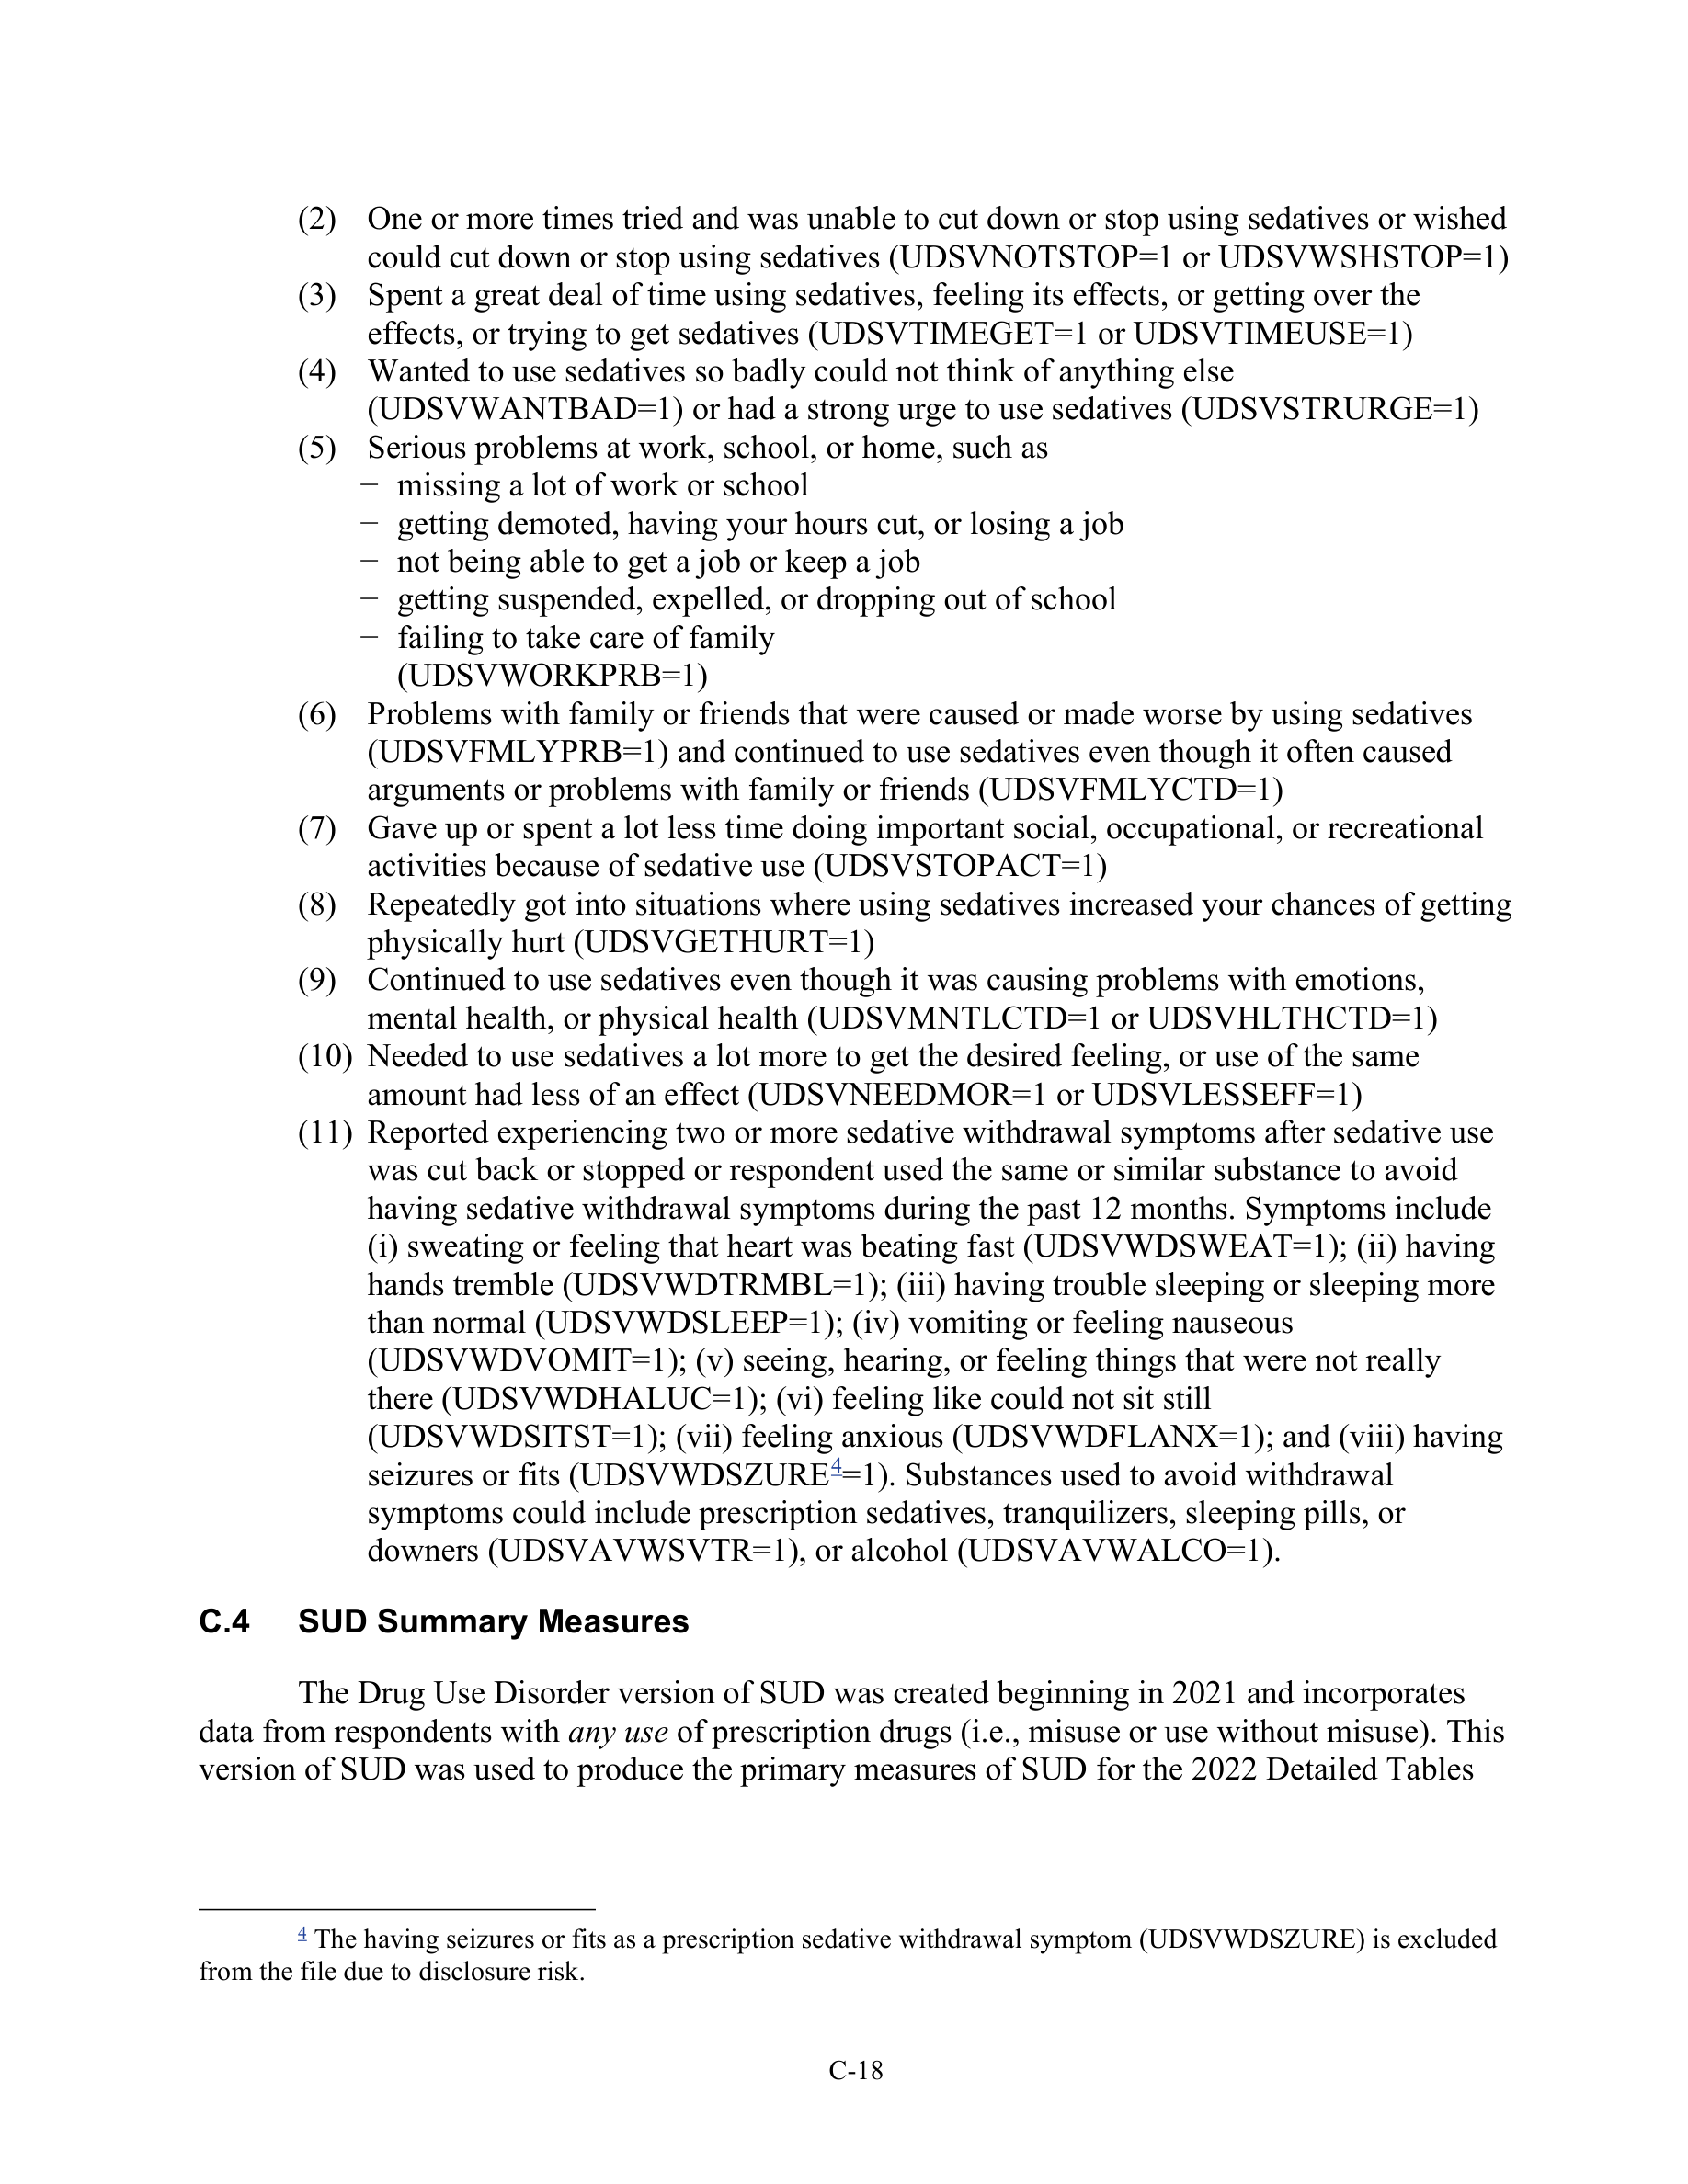 (2) One or more times tried and was unable to cut down or stop using sedatives or wished
could cut down or stop using sedatives (UDSVNOTSTOP=1 or UDSVWSHSTOP=1)
(3) Spent a great deal of time using sedatives, feeling its effects, or getting over the
effects, or trying to get sedatives (UDSVTIMEGET=1 or UDSVTIMEUSE=1)
(4) Wanted to use sedatives so badly could not think of anything else
(UDSVWANTBAD=1) or had a strong urge to use sedatives (UDSVSTRURGE=1)
(5) Serious problems at work, school, or home, such as
− missing a lot of work or school
− getting demoted, having your hours cut, or losing a job
− not being able to get a job or keep a job
− getting suspended, expelled, or dropping out of school
− failing to take care of family
(UDSVWORKPRB=1)
(6) Problems with family or friends that were caused or made worse by using sedatives
(UDSVFMLYPRB=1) and continued to use sedatives even though it often caused
arguments or problems with family or friends (UDSVFMLYCTD=1)
(7) Gave up or spent a lot less time doing important social, occupational, or recreational
activities because of sedative use (UDSVSTOPACT=1)
(8) Repeatedly got into situations where using sedatives increased your chances of getting
physically hurt (UDSVGETHURT=1)
(9) Continued to use sedatives even though it was causing problems with emotions,
mental health, or physical health (UDSVMNTLCTD=1 or UDSVHLTHCTD=1)
(10) Needed to use sedatives a lot more to get the desired feeling, or use of the same
amount had less of an effect (UDSVNEEDMOR=1 or UDSVLESSEFF=1)
(11) Reported experiencing two or more sedative withdrawal symptoms after sedative use
was cut back or stopped or respondent used the same or similar substance to avoid
having sedative withdrawal symptoms during the past 12 months. Symptoms include
(i) sweating or feeling that heart was beating fast (UDSVWDSWEAT=1); (ii) having
hands tremble (UDSVWDTRMBL=1); (iii) having trouble sleeping or sleeping more
than normal (UDSVWDSLEEP=1); (iv) vomiting or feeling nauseous
(UDSVWDVOMIT=1); (v) seeing, hearing, or feeling things that were not really
there (UDSVWDHALUC=1); (vi) feeling like could not sit still
(UDSVWDSITST=1); (vii) feeling anxious (UDSVWDFLANX=1); and (viii) having
seizures or fits (UDSVWDSZURE4=1). Substances used to avoid withdrawal
symptoms could include prescription sedatives, tranquilizers, sleeping pills, or
downers (UDSVAVWSVTR=1), or alcohol (UDSVAVWALCO=1).
C.4 SUD Summary Measures
The Drug Use Disorder version of SUD was created beginning in 2021 and incorporates
data from respondents with any use of prescription drugs (i.e., misuse or use without misuse). This
version of SUD was used to produce the primary measures of SUD for the 2022 Detailed Tables
4 The having seizures or fits as a prescription sedative withdrawal symptom (UDSVWDSZURE) is excluded
from the file due to disclosure risk.
C-18